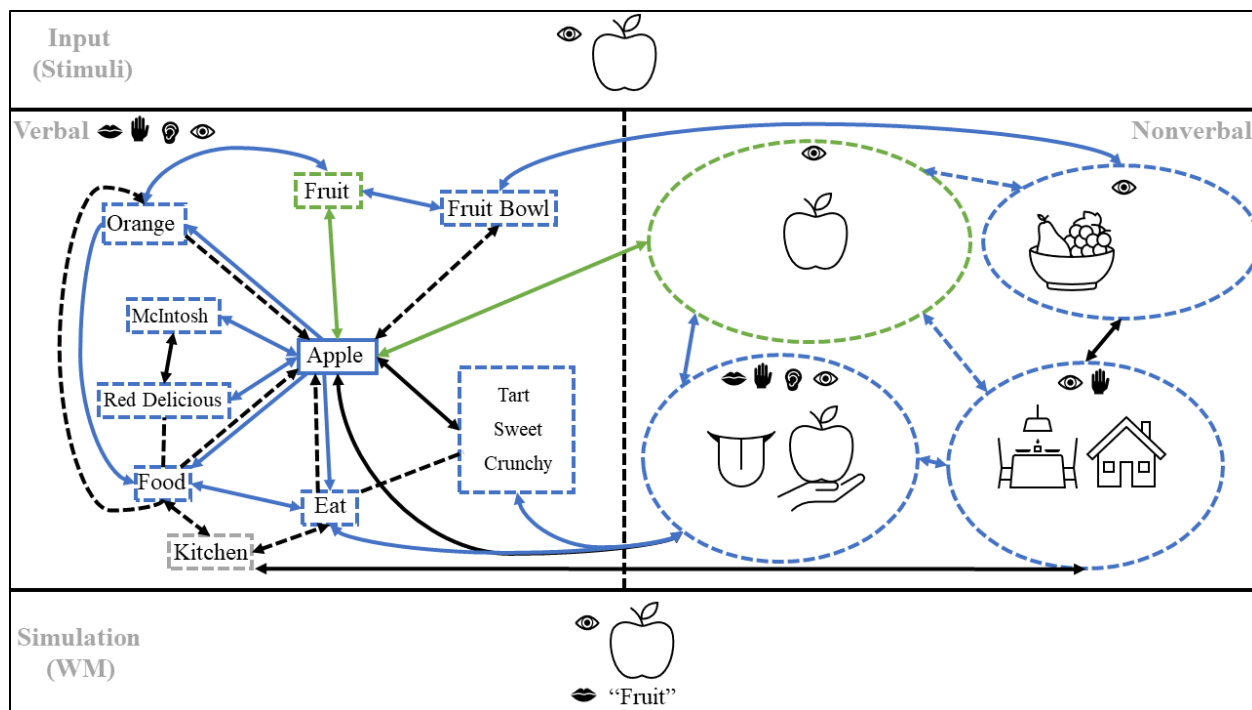 Input
(Stimuli)
Verbal
Nonverbal
Fruit
Orange
Fruit Bowl
McIntosh
Apple
Red Delicious
Tart
Sweet
Crunchy
Food
Eat
Kitchen
Simulation
(WM)
“Fruit”